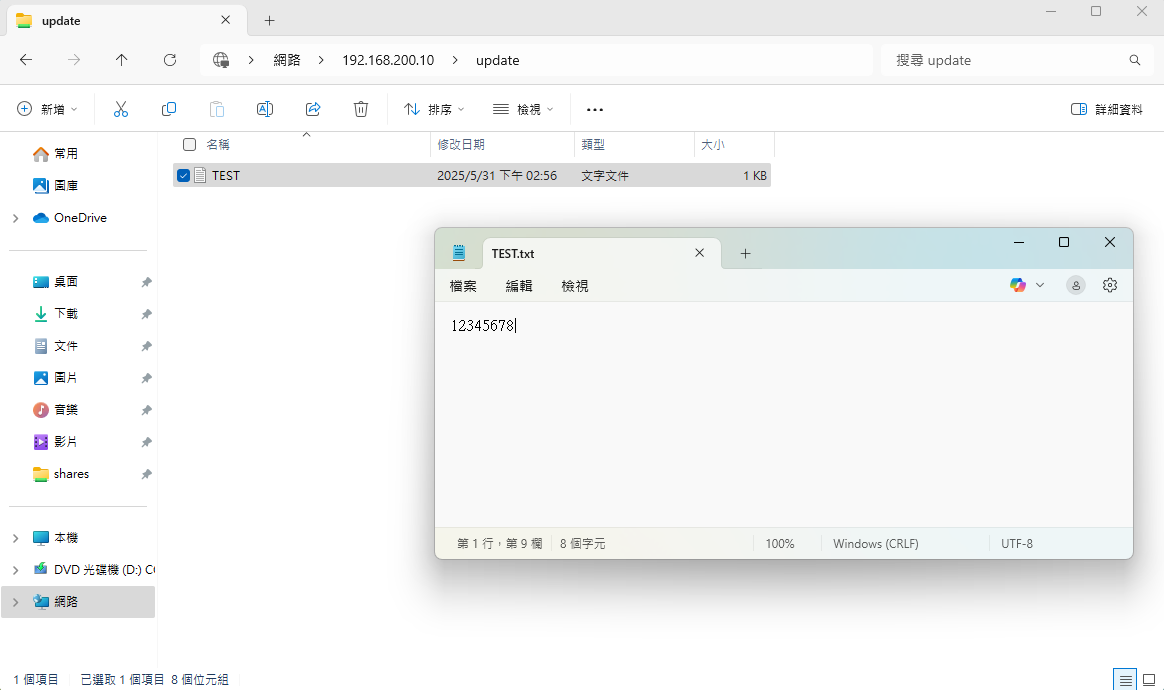 update
網路 192.168.200.10 update
搜尋 update
新增 排序 檢視 詳細資料
名稱 修改日期 類型 大小
TEST 2025/5/31 下午 02:56 文字文件 1 KB
常用
圖庫
OneDrive
桌面
下載
文件
圖片
音樂
影片
shares
本機
DVD 光碟機 (D:) C
網路
TEST.txt
檔案 編輯 檢視
12345678
第 1 行，第 9 欄 8 個字元 100% Windows (CRLF) UTF-8
1 個項目 已選取 1 個項目 8 個位元組